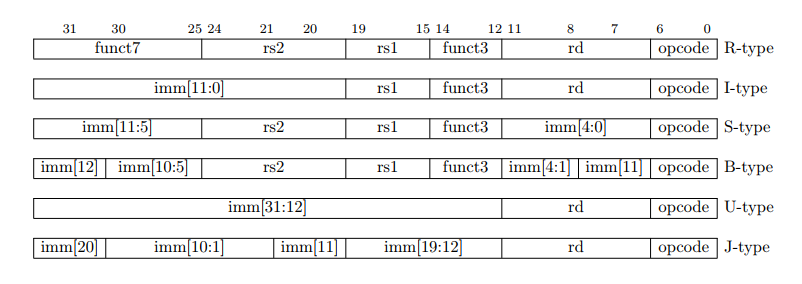 31 30 25 24 21 20 19 15 14 12 11 8 7 6 0
funct7 rs2 rs1 funct3 rd opcode R-type
imm[11:0] rs1 funct3 rd opcode I-type
imm[11:5] rs2 rs1 funct3 imm[4:0] opcode S-type
imm[12] imm[10:5] rs2 rs1 funct3 imm[4:1] imm[11] opcode B-type
imm[31:12] rd opcode U-type
imm[20] imm[10:1] imm[11] imm[19:12] rd opcode J-type